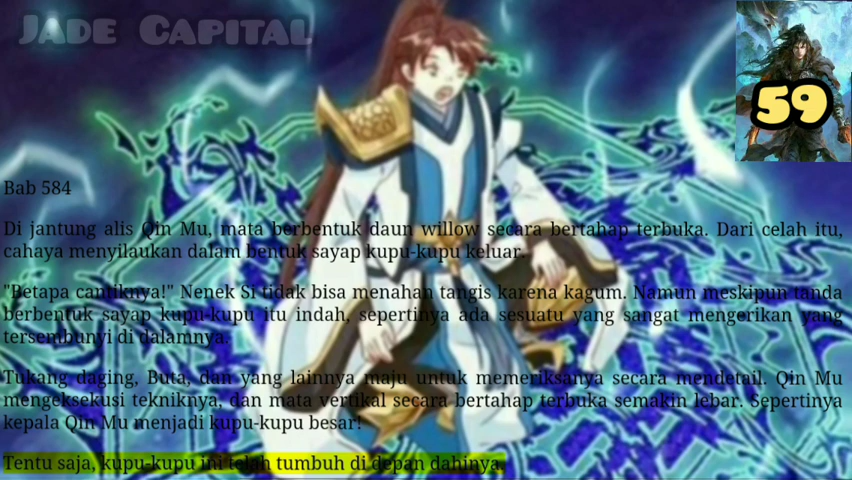 JADE CAPITAL
59
Bab 584
Di jantung alis Qin Mu, mata berbentuk daun willow secara bertahap terbuka. Dari celah itu,
cahaya menyilaukan dalam bentuk sayap kupu-kupu keluar.
"Betapa cantiknya!" Nenek Si tidak bisa menahan tangis karena kagum. Namun meskipun tanda
berbentuk sayap kupu-kupu itu indah, sepertinya ada sesuatu yang sangat mengerikan yang
tersembunyi di dalamnya.
Tukang daging, Buta, dan yang lainnya maju untuk memeriksanya secara mendetail. Qin Mu
mengeksekusi tekniknya, dan mata vertikal secara bertahap terbuka semakin lebar. Sepertinya
kepala Qin Mu menjadi kupu-kupu besar!
Tentu saja, kupu-kupu ini telah tumbuh di depan dahinya.